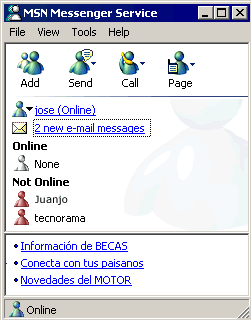 MSN Messenger Service
File View Tools Help
Add Send Call Page
jose (Online)
2 new e-mail messages
Online
None
Not Online
Juanjo
tecnorama
Información de BECAS
Conecta con tus paisanos
Novedades del MOTOR
Online